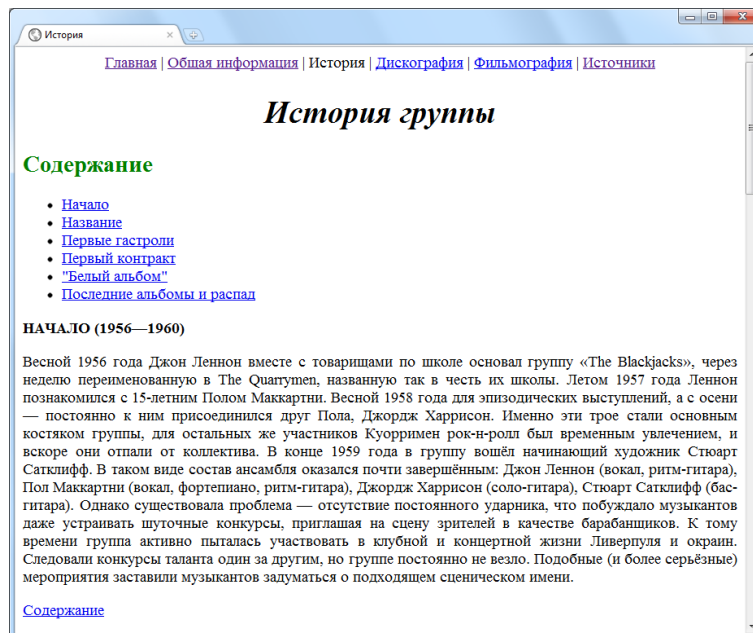 История
Главная | Общая информация | История | Дискография | Фильмография | Источники
История группы
Содержание
Начало
Название
Первые гастроли
Первый контракт
"Белый альбом"
Последние альбомы и распад
НАЧАЛО (1956—1960)
Весной 1956 года Джон Леннон вместе с товарищами по школе основал группу «The Blackjacks», через
неделю переименованную в The Quarrymen, названную так в честь их школы. Летом 1957 года Леннон
познакомился с 15-летним Полом Маккартни. Весной 1958 года для эпизодических выступлений, а с осени
— постоянно к ним присоединился друг Пола, Джордж Харрисон. Именно эти трое стали основным
костяком группы, для остальных же участников Куорримен рок-н-ролл был временным увлечением, и
вскоре они отпали от коллектива. В конце 1959 года в группу вошёл начинающий художник Стюарт
Сатклифф. В таком виде состав ансамбля оказался почти завершённым: Джон Леннон (вокал, ритм-гитара),
Пол Маккартни (вокал, фортепиано, ритм-гитара), Джордж Харрисон (соло-гитара), Стюарт Сатклифф (бас-
гитара). Однако существовала проблема — отсутствие постоянного ударника, что побуждало музыкантов
даже устраивать шуточные конкурсы, приглашая на сцену зрителей в качестве барабанщиков. К тому
времени группа активно пыталась участвовать в клубной и концертной жизни Ливерпуля и окраин.
Следовали конкурсы таланта один за другим, но группе постоянно не везло. Подобные (и более серьёзные)
мероприятия заставили музыкантов задуматься о подходящем сценическом имени.
Содержание